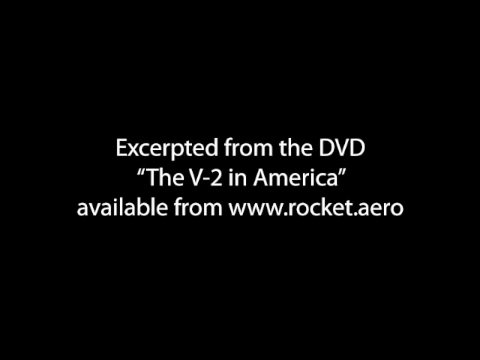 Excerpted from the DVD
“The V-2 in America”
available from www.rocket.aero